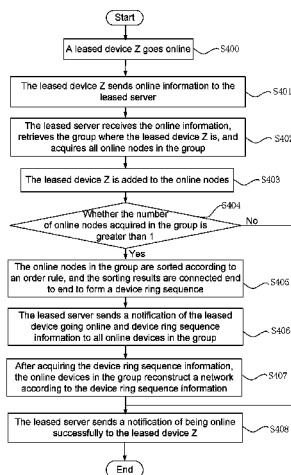 Start
A leased device Z goes online
S400
The leased device Z sends online information to the
leased server
S401
The leased server receives the online information,
retrieves the group where the leased device Z is, and
acquires all online nodes in the group
S402
The leased device Z is added to the online nodes
S403
S404
Whether the number
of online nodes acquired in the group is
greater than 1
No
Yes
The online nodes in the group are sorted according to
an order rule, and the sorting results are connected end
to end to form a device ring sequence
S405
The leased server sends a notification of the leased
device going online and device ring sequence
information to all online devices in the group
S406
After acquiring the device ring sequence information,
the online devices in the group reconstruct a network
according to the device ring sequence information
S407
The leased server sends a notification of being online
successfully to the leased device Z
S408
End